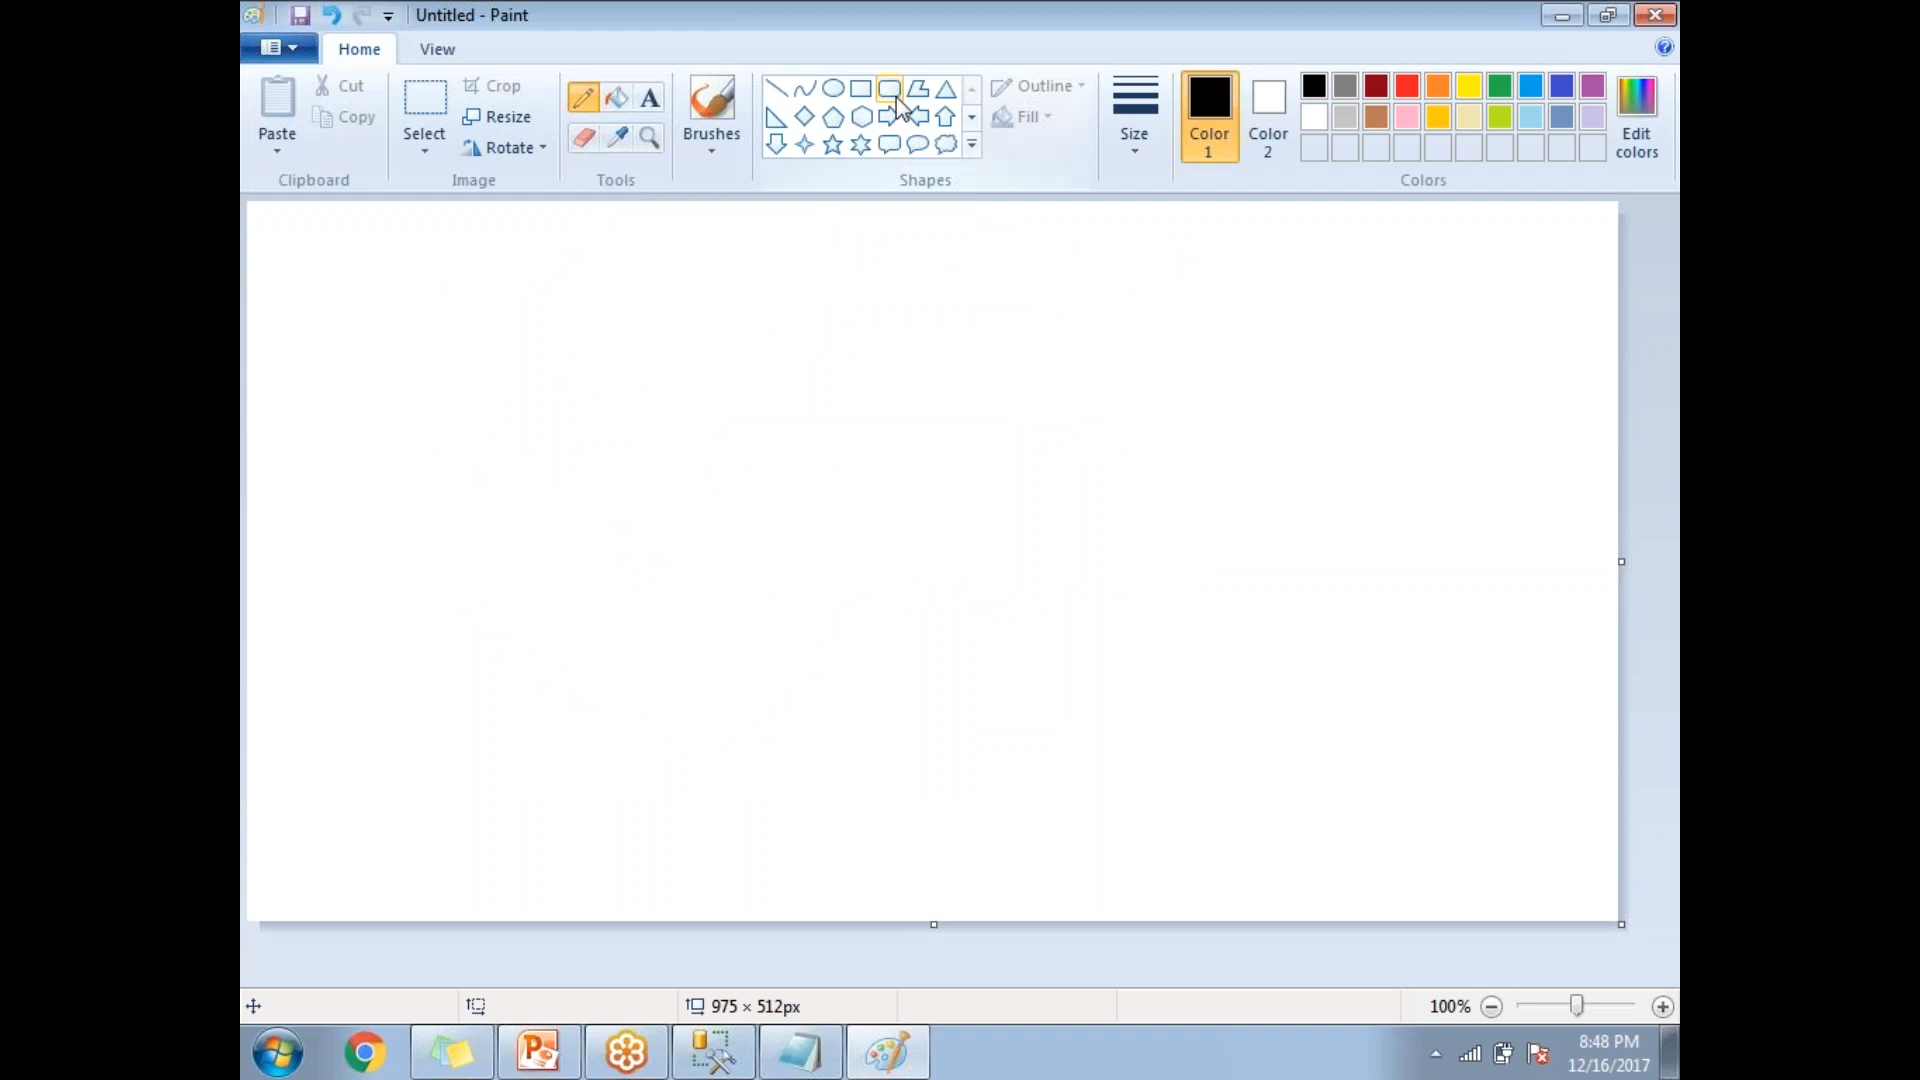 Untitled - Paint
Home View
Paste
Cut
Copy
Clipboard
Select
Crop
Resize
Rotate
Image
A
Tools
Brushes
Outline
Fill
Shapes
Size
Color 1
Color 2
Edit colors
Colors
975 × 512px
100%
8:48 PM
12/16/2017